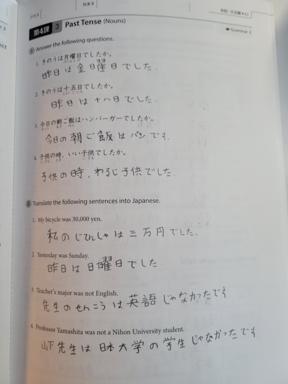 第4課 3 Past Tense (Nouns)
Answer the following questions.
1. きのうは月曜日でしたか。
昨日は金曜日でした
2. きのうは十五日でしたか。
昨日は十八日でした
3. 今日の朝ご飯はハンバーガーでしたか。
今日の朝ご飯はパンです。
4. 子供の時、いい子供でしたか。
子供の時、わるじ子供でした
Translate the following sentences into Japanese.
1. My bicycle was 30,000 yen.
私のじてんしゃは三万円でした。
2. Yesterday was Sunday.
昨日は日曜日でした
3. Teacher's major was not English.
先生のせんこうは英語じゃなかったです
4. Professor Yamashita was not a Nihon University student.
山下先生は日本大学の学生じゃなかったです